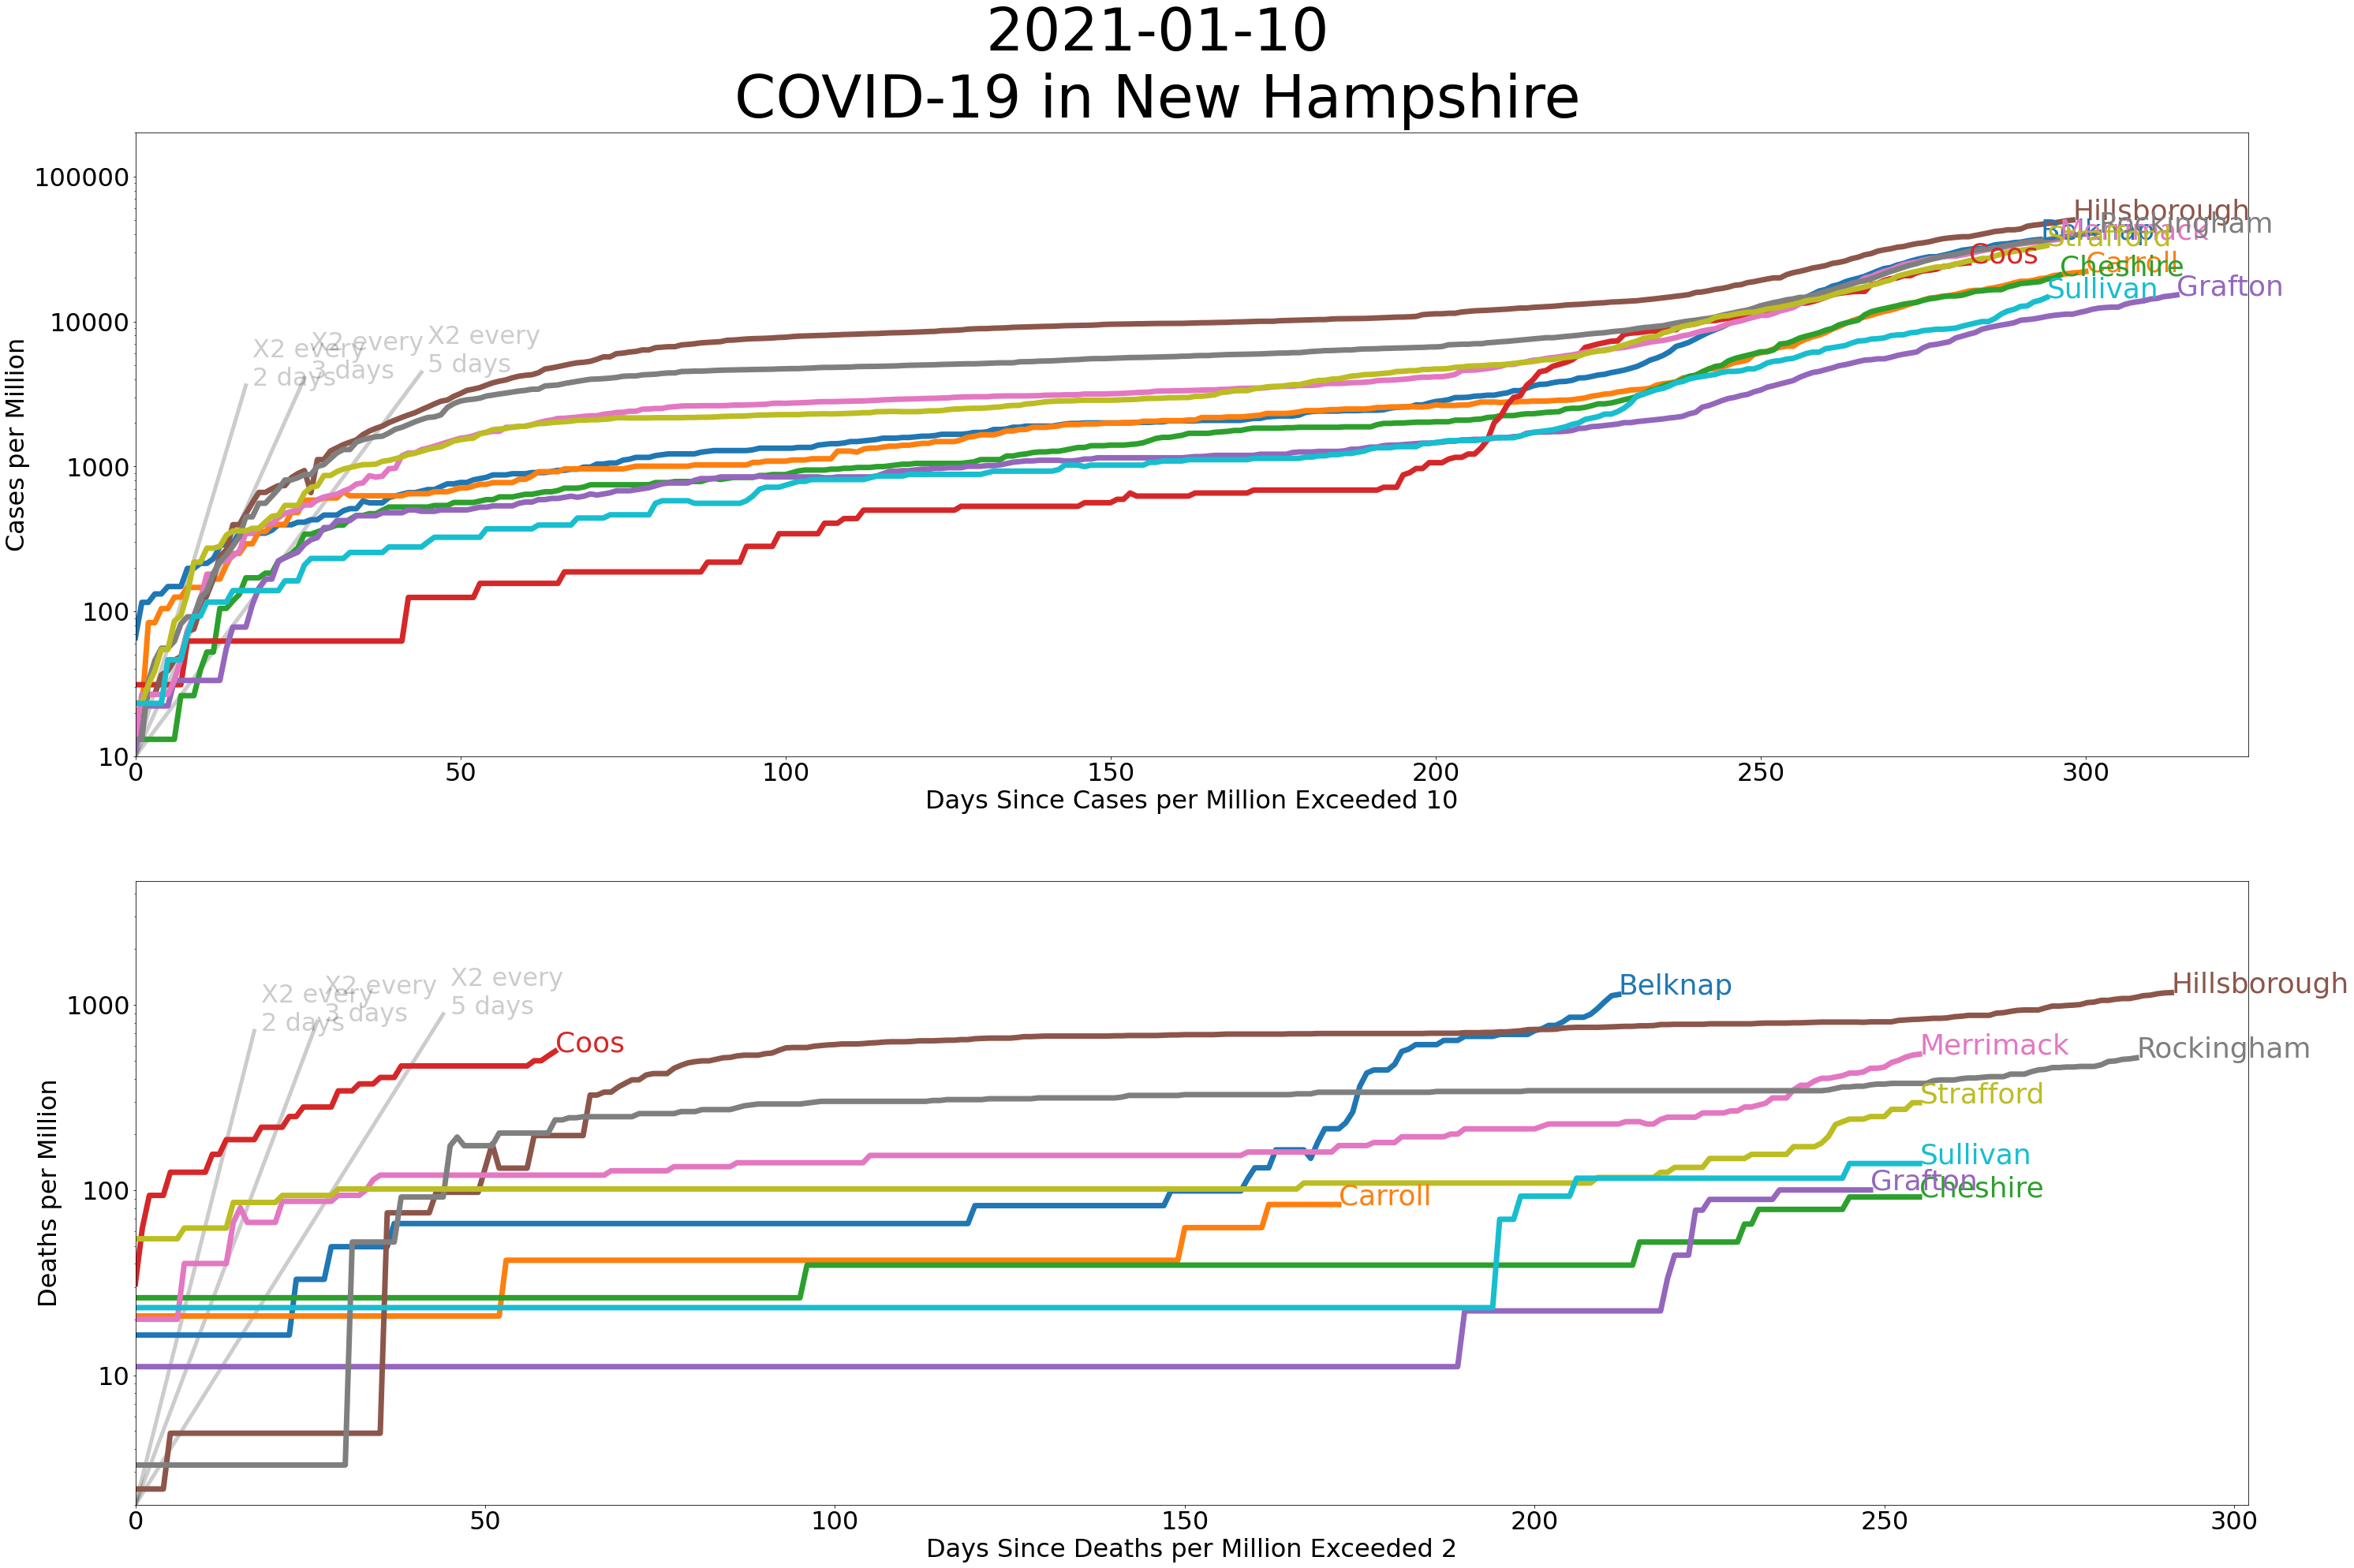 2021-01-10
COVID-19 in New Hampshire
100000
10000
1000
100
10
Cases per Million
X2 every
2 days
X2 every
3 days
X2 every
5 days
Hillsborough
Rockingham
Belknap
Merrimack
Strafford
Coos
Carroll
Cheshire
Sullivan
Grafton
0 50 100 150 200 250 300
Days Since Cases per Million Exceeded 10
1000
100
10
Deaths per Million
X2 every
2 days
X2 every
3 days
X2 every
5 days
Belknap
Hillsborough
Coos
Merrimack
Rockingham
Strafford
Sullivan
Grafton
Cheshire
Carroll
0 50 100 150 200 250 300
Days Since Deaths per Million Exceeded 2